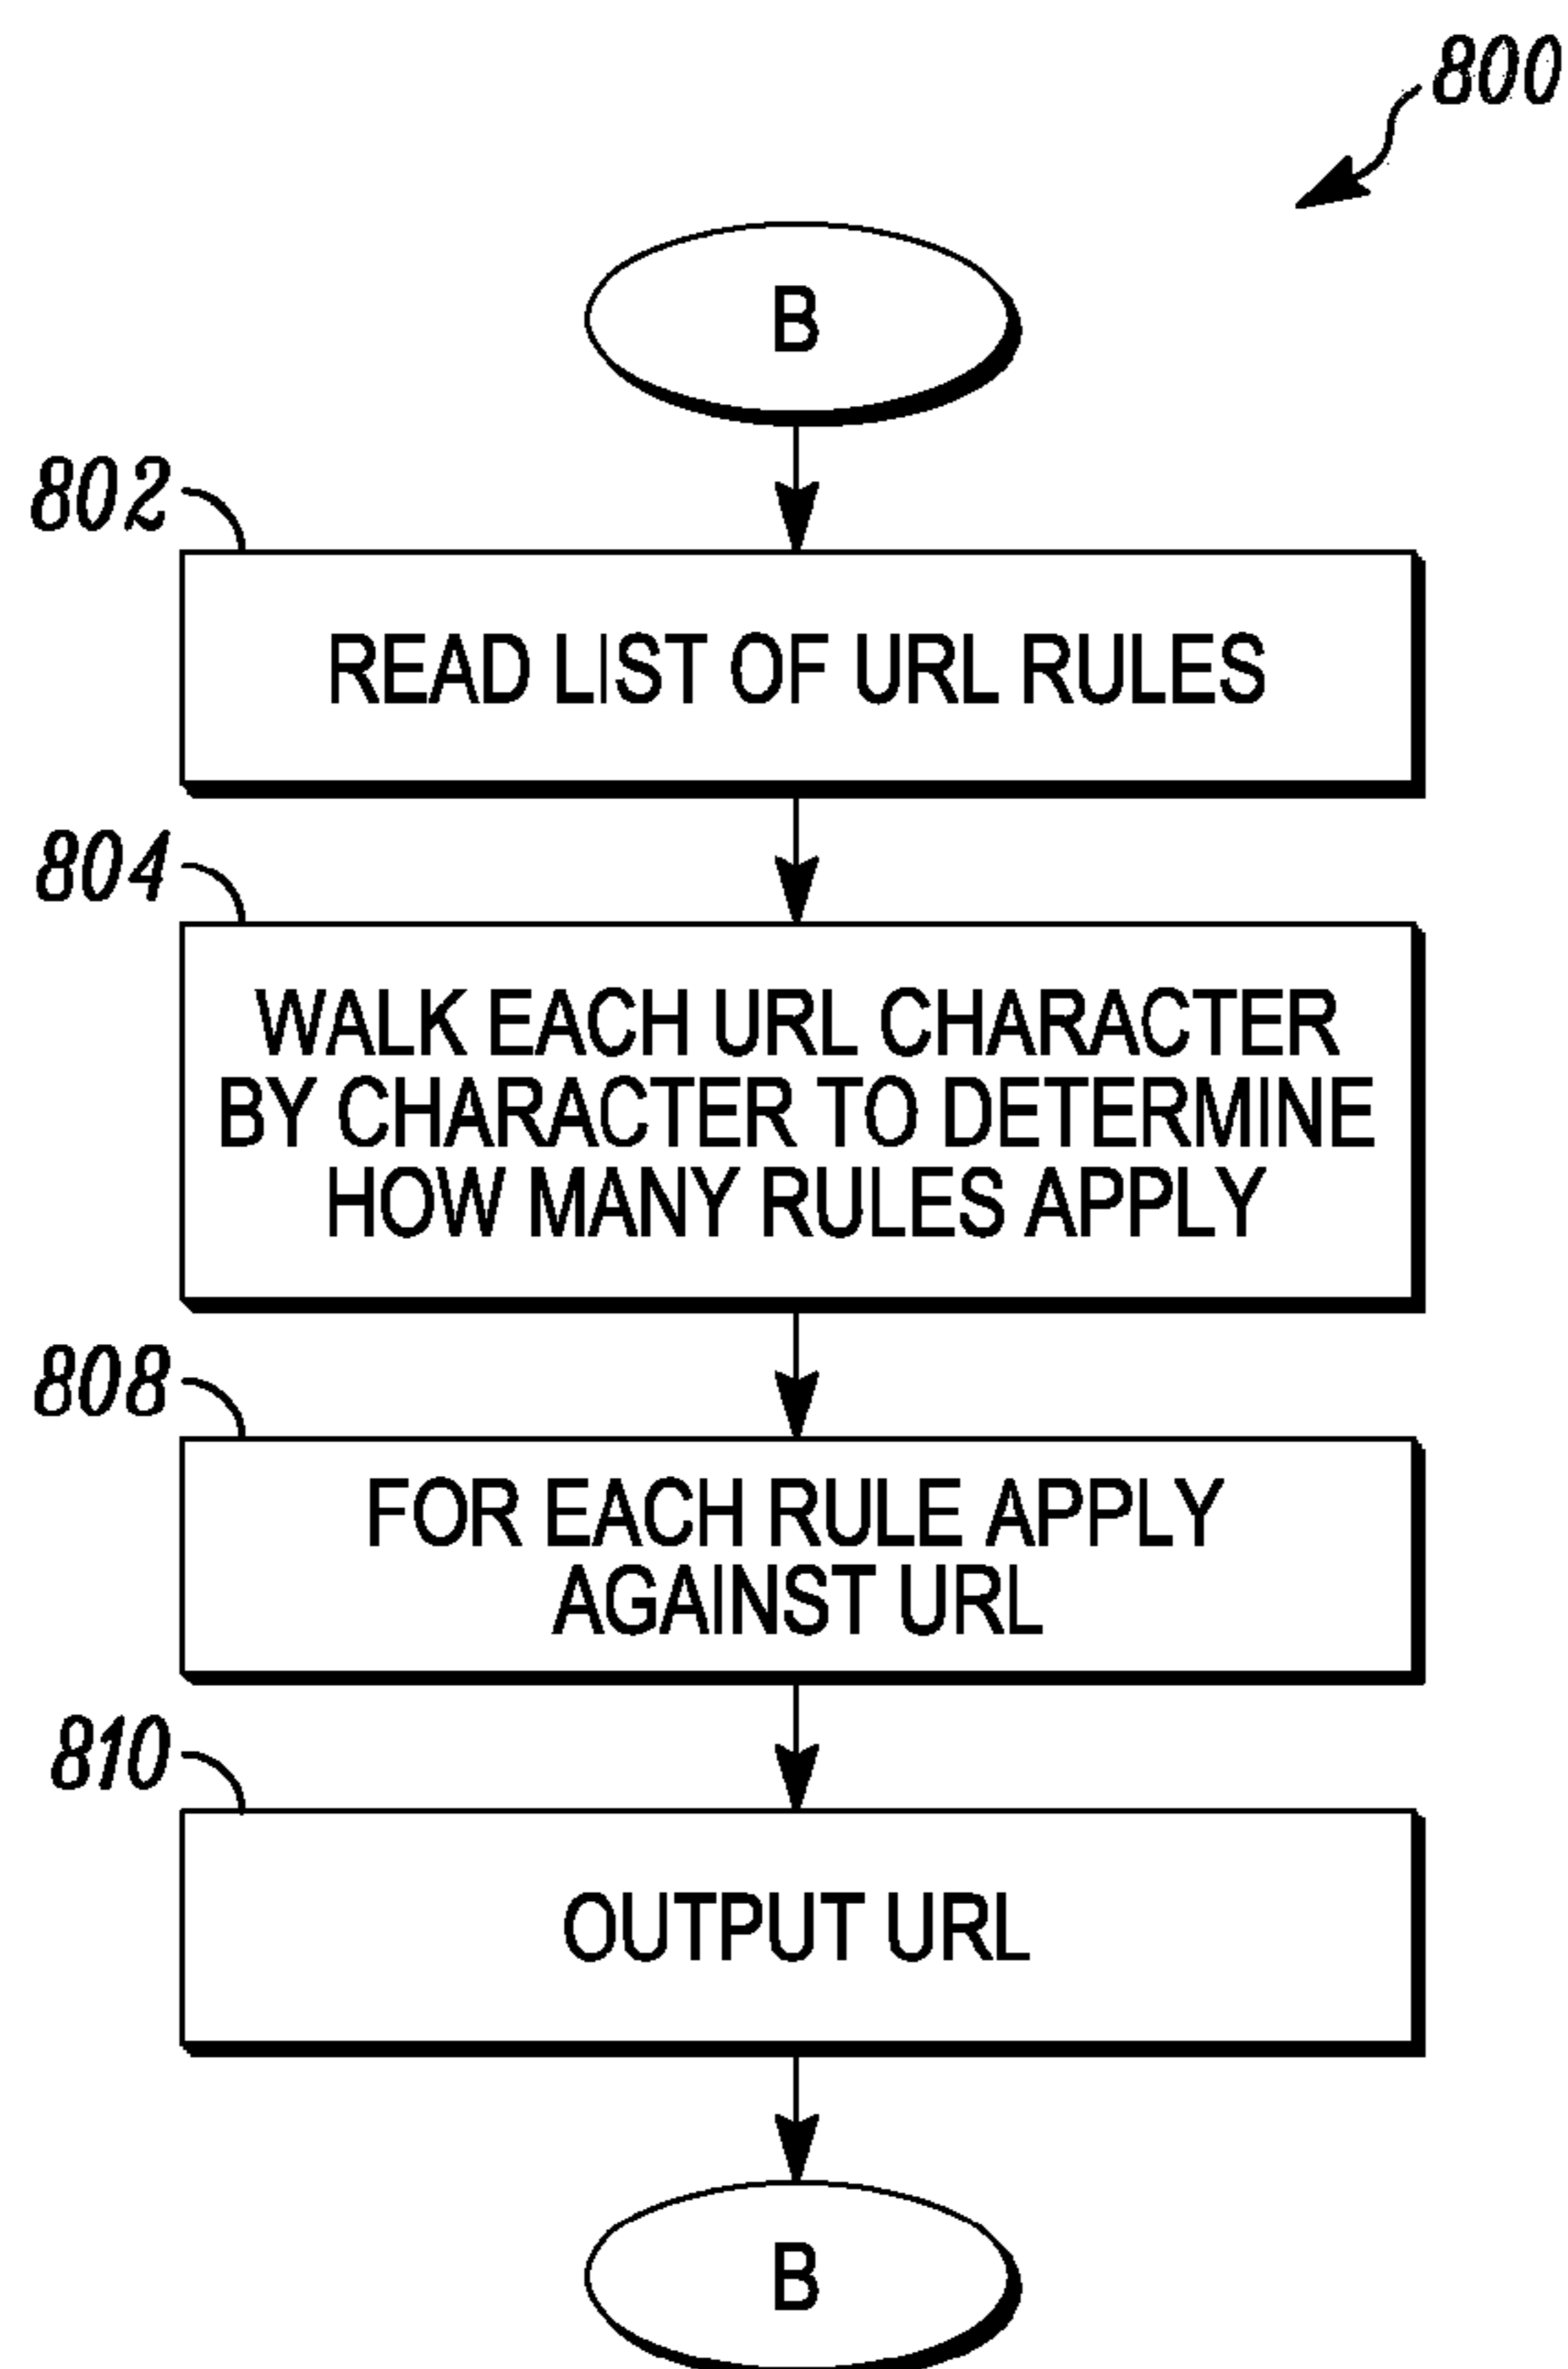 800
B
802
READ LIST OF URL RULES
804
WALK EACH URL CHARACTER
BY CHARACTER TO DETERMINE
HOW MANY RULES APPLY
808
FOR EACH RULE APPLY
AGAINST URL
810
OUTPUT URL
B